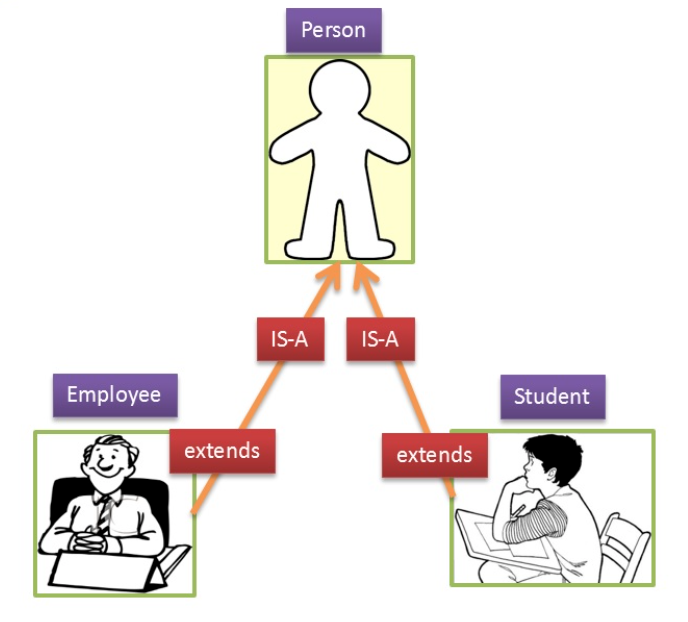 Person
IS-A
IS-A
Employee
Student
extends
extends